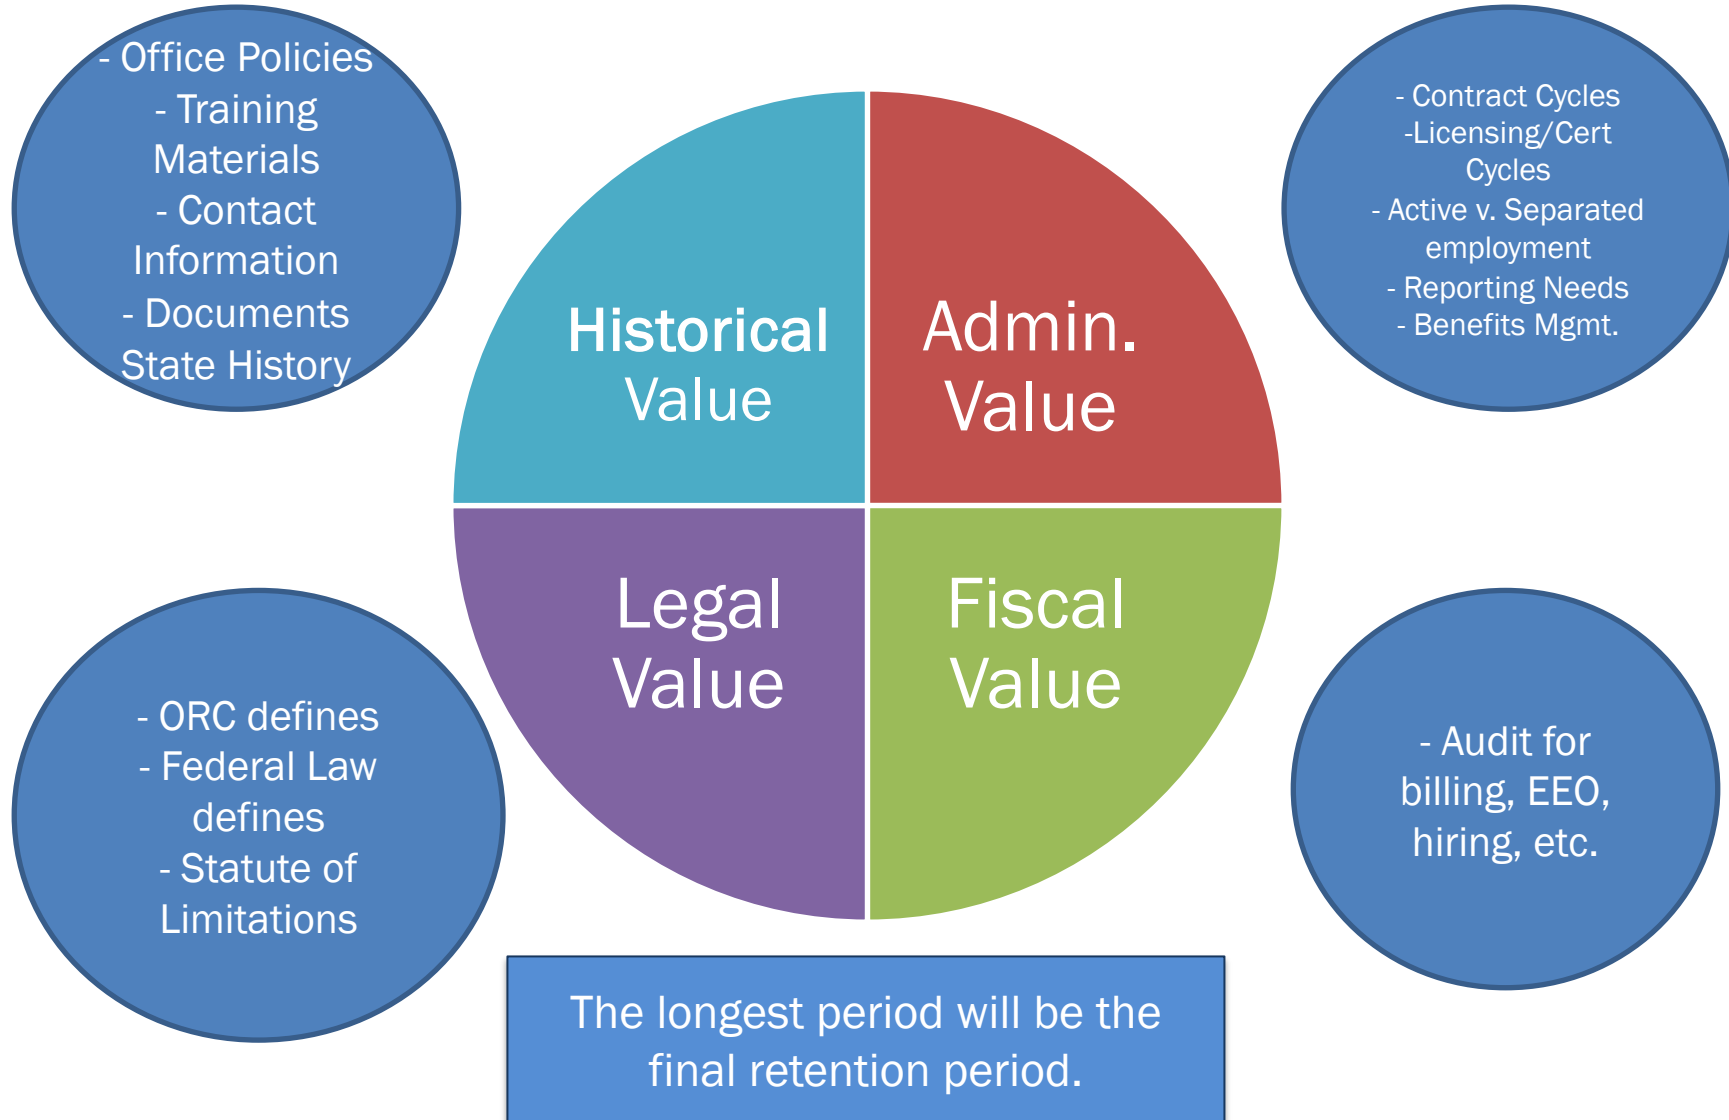 - Office Policies
- Training
Materials
- Contact
Information
- Documents
State History
- Contract Cycles
-Licensing/Cert
Cycles
- Active v. Separated
employment
- Reporting Needs
- Benefits Mgmt.
Historical
Value
Admin.
Value
Legal
Value
Fiscal
Value
- ORC defines
- Federal Law
defines
- Statute of
Limitations
- Audit for
billing, EEO,
hiring, etc.
The longest period will be the
final retention period.